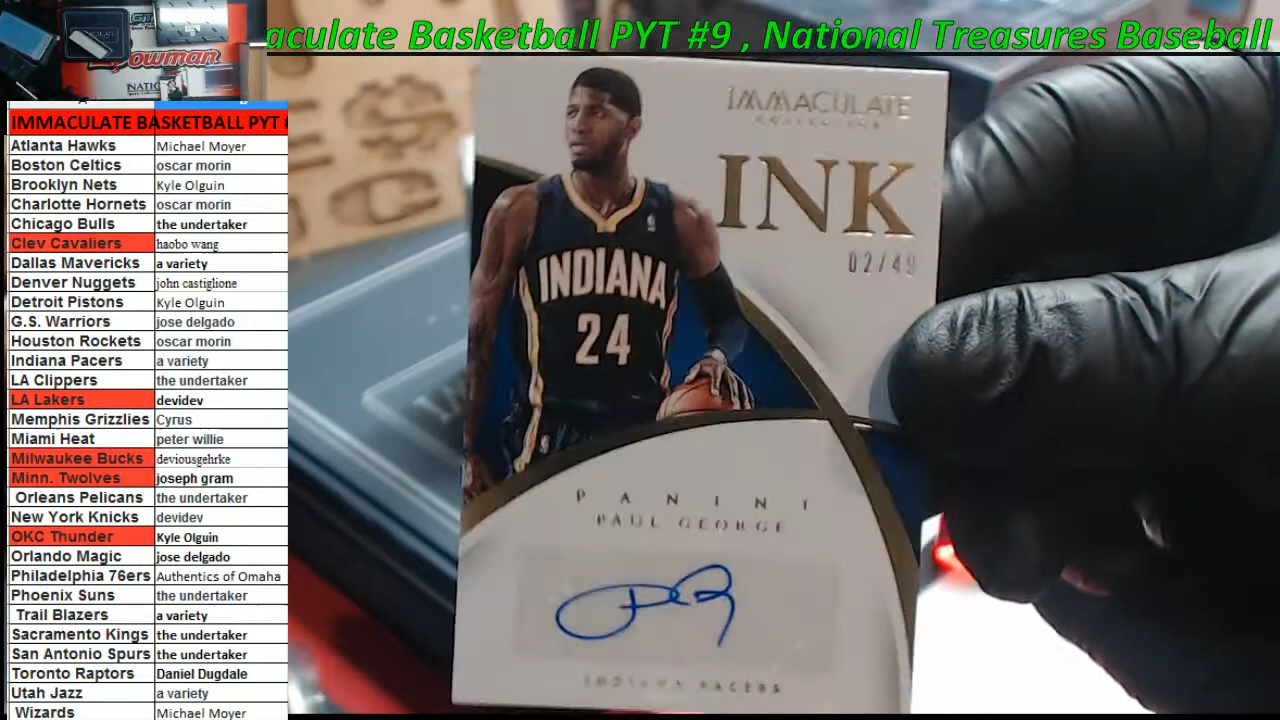 aculate Basketball PYT #9 , National Treasures Baseball
Bowman
IMMACULATE BASKETBALL PYT #
Atlanta Hawks Michael Moyer
Boston Celtics oscar morin
Brooklyn Nets Kyle Olguin
Charlotte Hornets oscar morin
Chicago Bulls the undertaker
Clev Cavaliers haobo wang
Dallas Mavericks a variety
Denver Nuggets john castiglione
Detroit Pistons Kyle Olguin
G.S. Warriors jose delgado
Houston Rockets oscar morin
Indiana Pacers a variety
LA Clippers the undertaker
LA Lakers devidev
Memphis Grizzlies Cyrus
Miami Heat peter willie
Milwaukee Bucks deviousgehrke
Minn. Twolves joseph gram
Orleans Pelicans the undertaker
New York Knicks devidev
OKC Thunder Kyle Olguin
Orlando Magic jose delgado
Philadelphia 76ers Authentics of Omaha
Phoenix Suns the undertaker
Trail Blazers a variety
Sacramento Kings the undertaker
San Antonio Spurs the undertaker
Toronto Raptors Daniel Dugdale
Utah Jazz a variety
Wizards Michael Moyer
IMMACULATE
COLLECTION
INK
02/49
INDIANA
24
PANINI
PAUL GEORGE
INDIANA PACERS